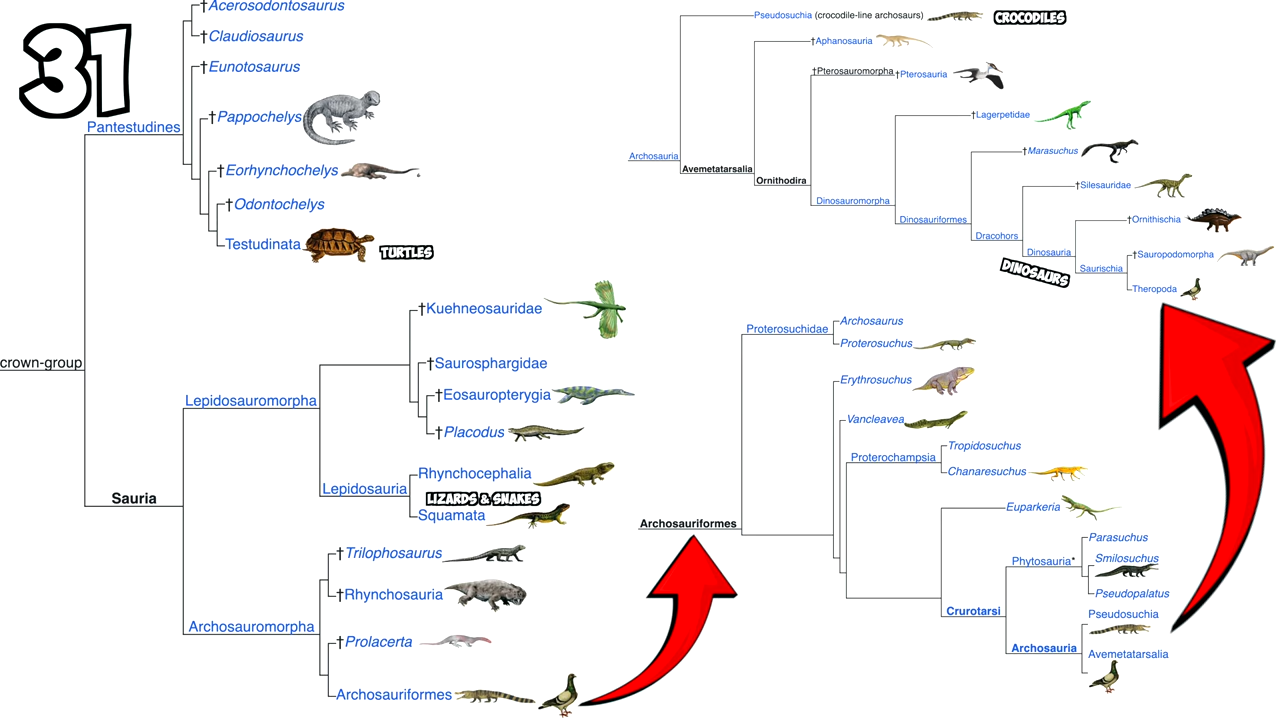 31
†Acerosodontosaurus
†Claudiosaurus
†Eunotosaurus
†Pappochelys
Pantestudines
†Eorhynchochelys
†Odontochelys
Testudinata
TURTLES
†Kuehneosauridae
†Saurosphargidae
†Eosauropterygia
†Placodus
crown-group
Lepidosauromorpha
Rhynchocephalia
Lepidosauria
LIZARDS & SNAKES
Squamata
Sauria
†Trilophosaurus
†Rhynchosauria
Archosauromorpha
†Prolacerta
Archosauriformes
Pseudosuchia (crocodile-line archosaurs)
CROCODILES
†Aphanosauria
†Pterosauromorpha
†Pterosauria
†Lagerpetidae
†Marasuchus
Archosauria
Avemetatarsalia
Ornithodira
†Silesauridae
Dinosauromorpha
Dinosauriformes
†Ornithischia
Dracohors
Dinosauria
†Sauropodomorpha
Saurischia
DINOSAURS
Theropoda
Archosaurus
Proterosuchidae
Proterosuchus
Erythrosuchus
Vancleavea
Tropidosuchus
Proterochampsia
Chanaresuchus
Euparkeria
Archosauriformes
Parasuchus
Smilosuchus
Phytosauria*
Pseudopalatus
Crurotarsi
Pseudosuchia
Archosauria
Avemetatarsalia